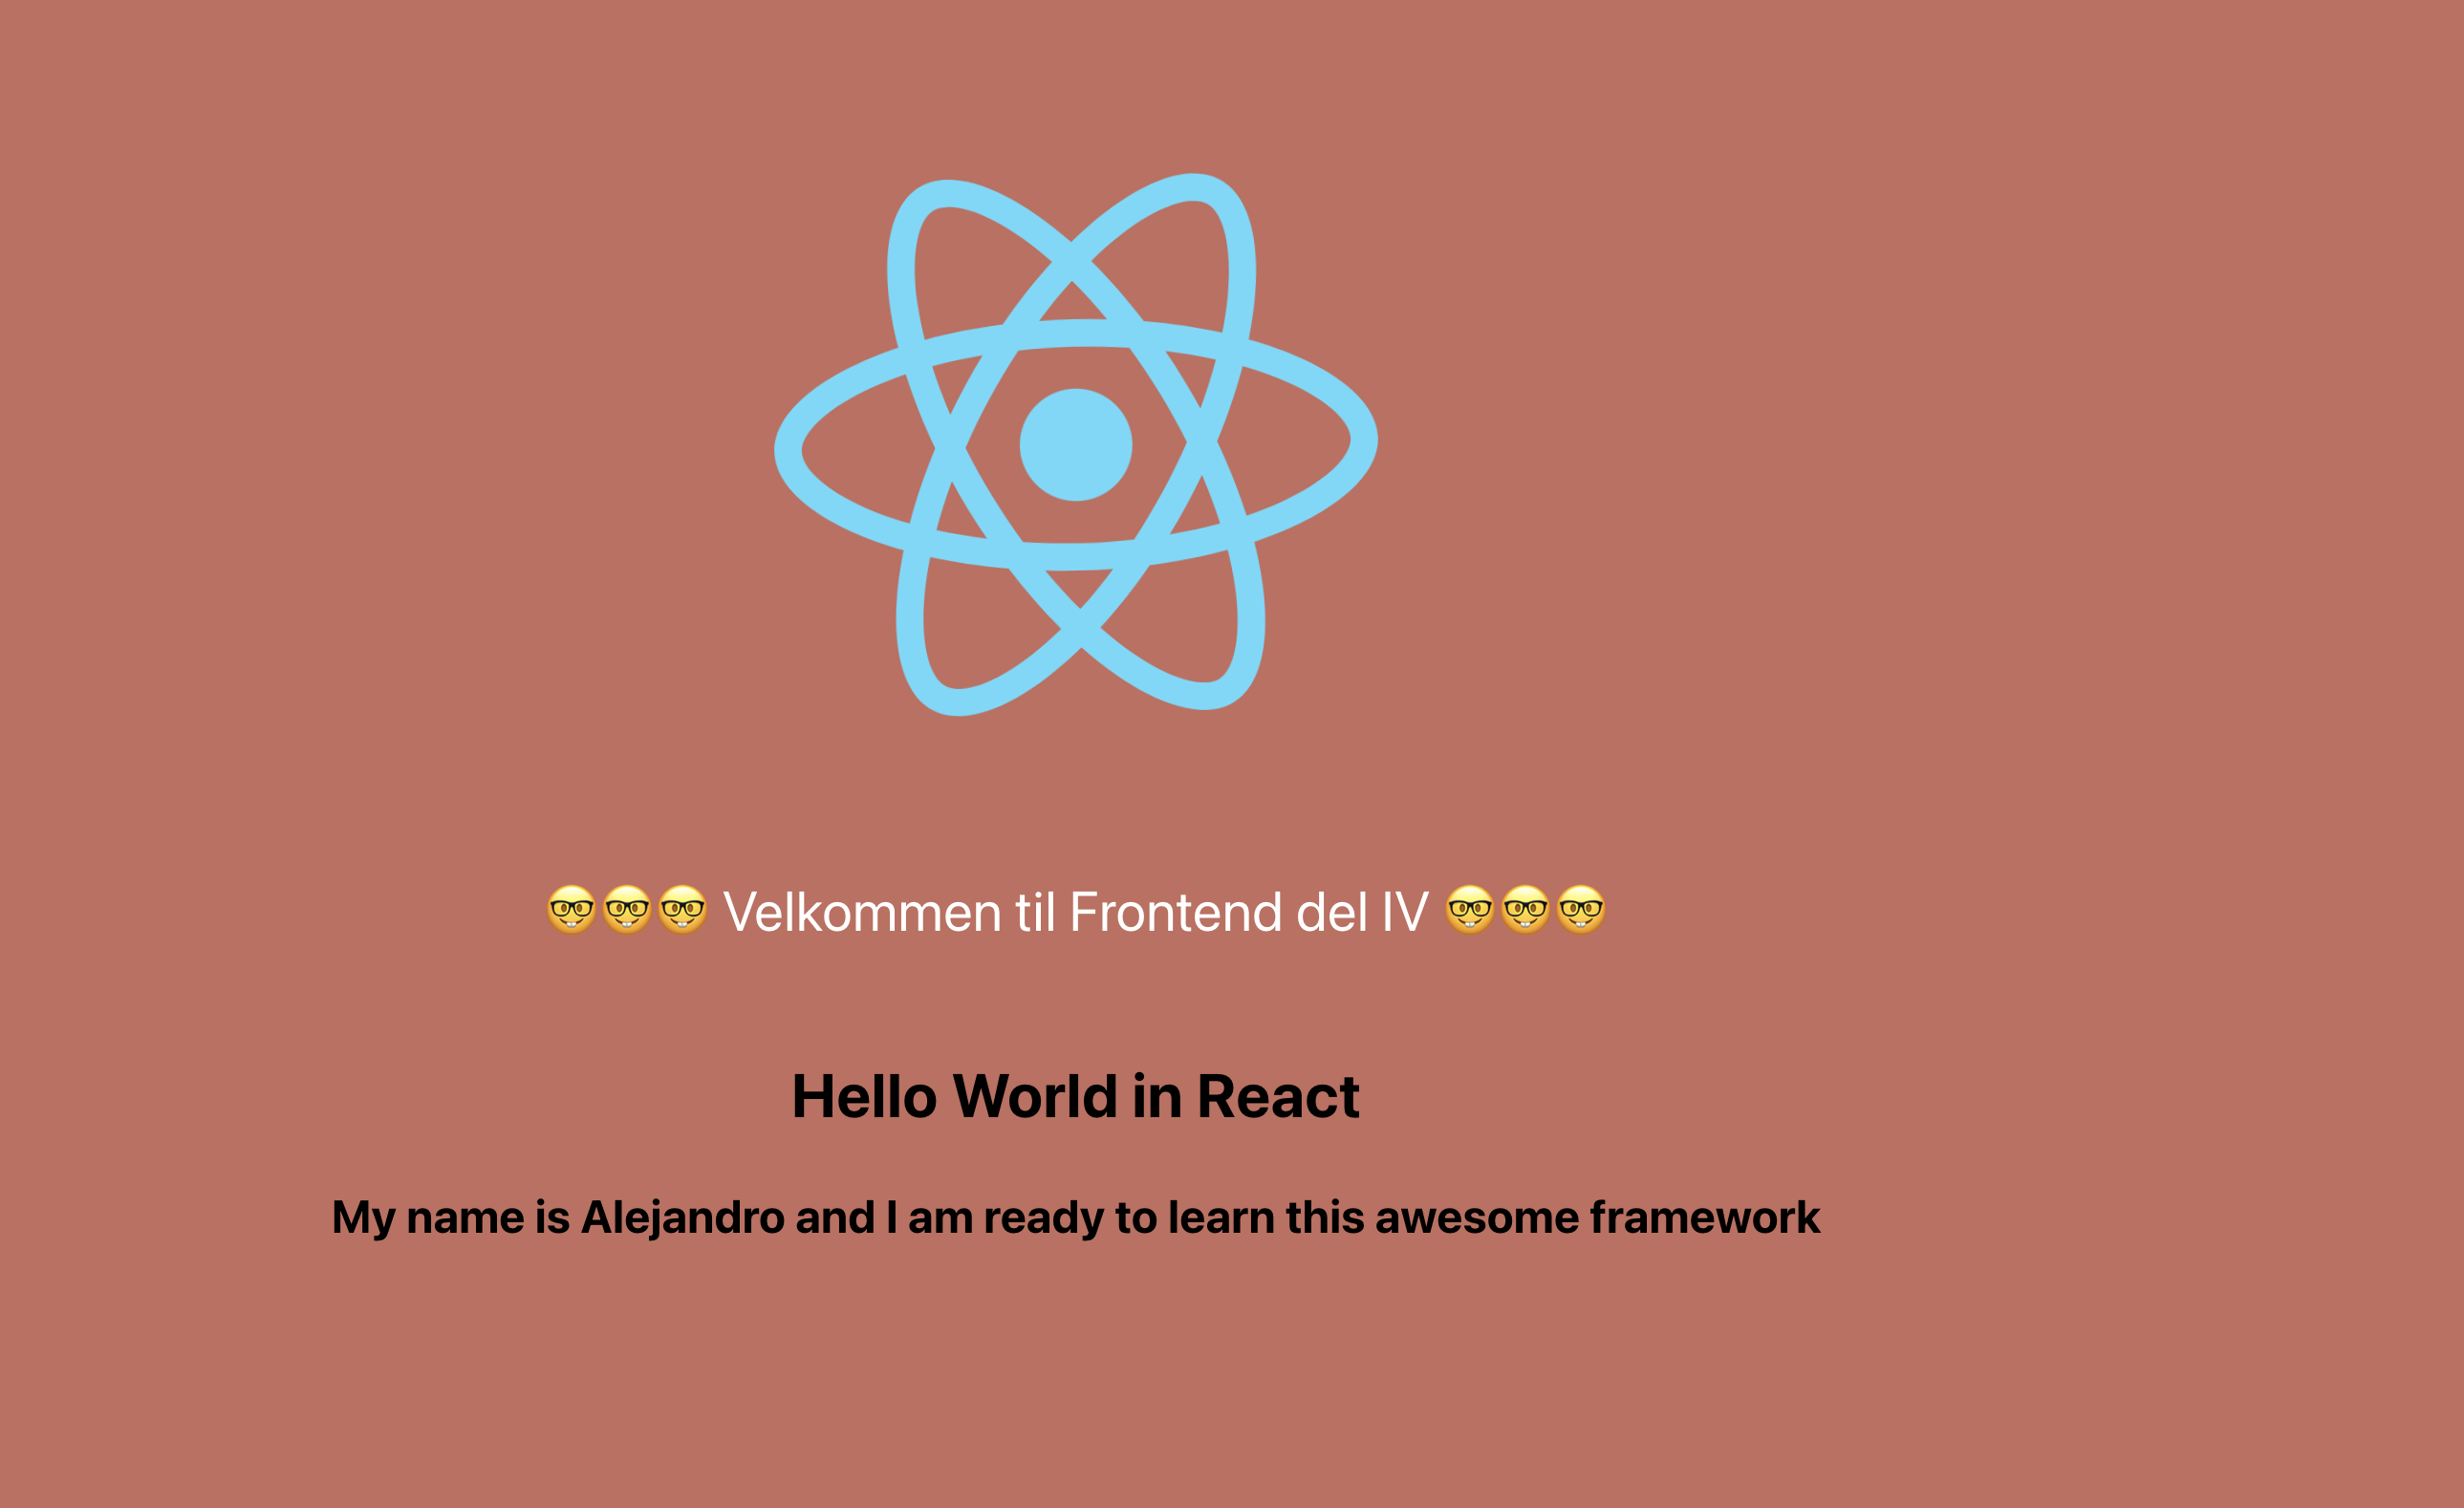 🤓🤓🤓 Velkommen til Frontend del IV 🤓🤓🤓
Hello World in React
My name is Alejandro and I am ready to learn this awesome framework